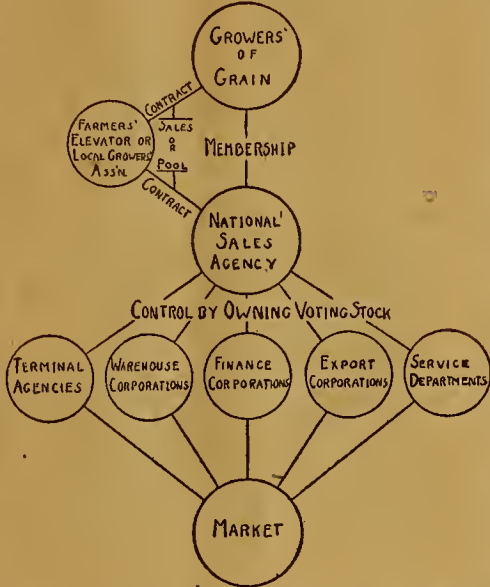 GROWERS'
OF
GRAIN
CONTRACT
FARMERS'
ELEVATOR OR
LOCAL GROWERS'
ASS'N
SALES
OR
POOL
MEMBERSHIP
CONTRACT
NATIONAL'
SALES
AGENCY
CONTROL BY OWNING VOTING STOCK
TERMINAL
AGENCIES
WAREHOUSE
CORPORATIONS
FINANCE
CORPORATIONS
EXPORT
CORPORATIONS
SERVICE
DEPARTMENTS
MARKET